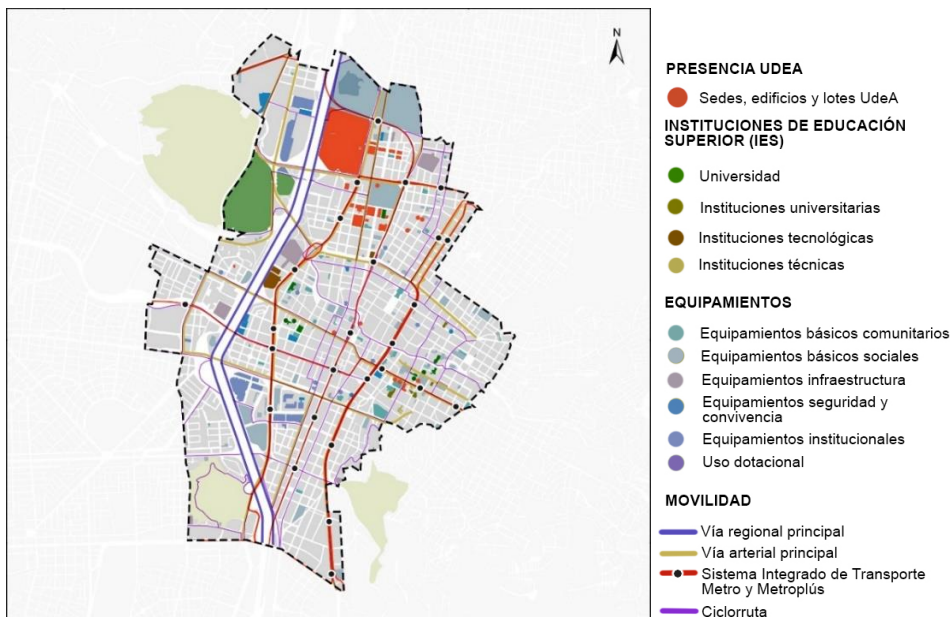 N
PRESENCIA UDEA
Sedes, edificios y lotes UdeA
INSTITUCIONES DE EDUCACIÓN
SUPERIOR (IES)
Universidad
Instituciones universitarias
Instituciones tecnológicas
Instituciones técnicas
EQUIPAMIENTOS
Equipamientos básicos comunitarios
Equipamientos básicos sociales
Equipamientos infraestructura
Equipamientos seguridad y
convivencia
Equipamientos institucionales
Uso dotacional
MOVILIDAD
Vía regional principal
Vía arterial principal
Sistema Integrado de Transporte
Metro y Metroplús
Ciclorruta